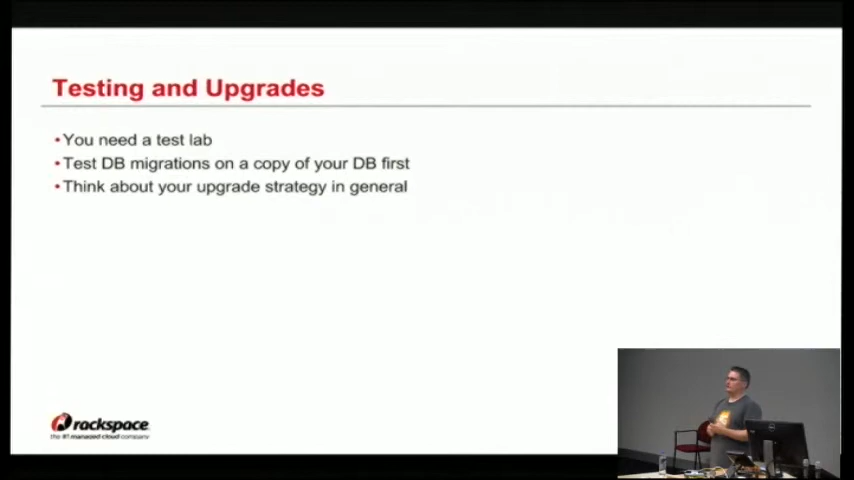 Testing and Upgrades
•You need a test lab
•Test DB migrations on a copy of your DB first
•Think about your upgrade strategy in general
rackspace
the #1 managed cloud company